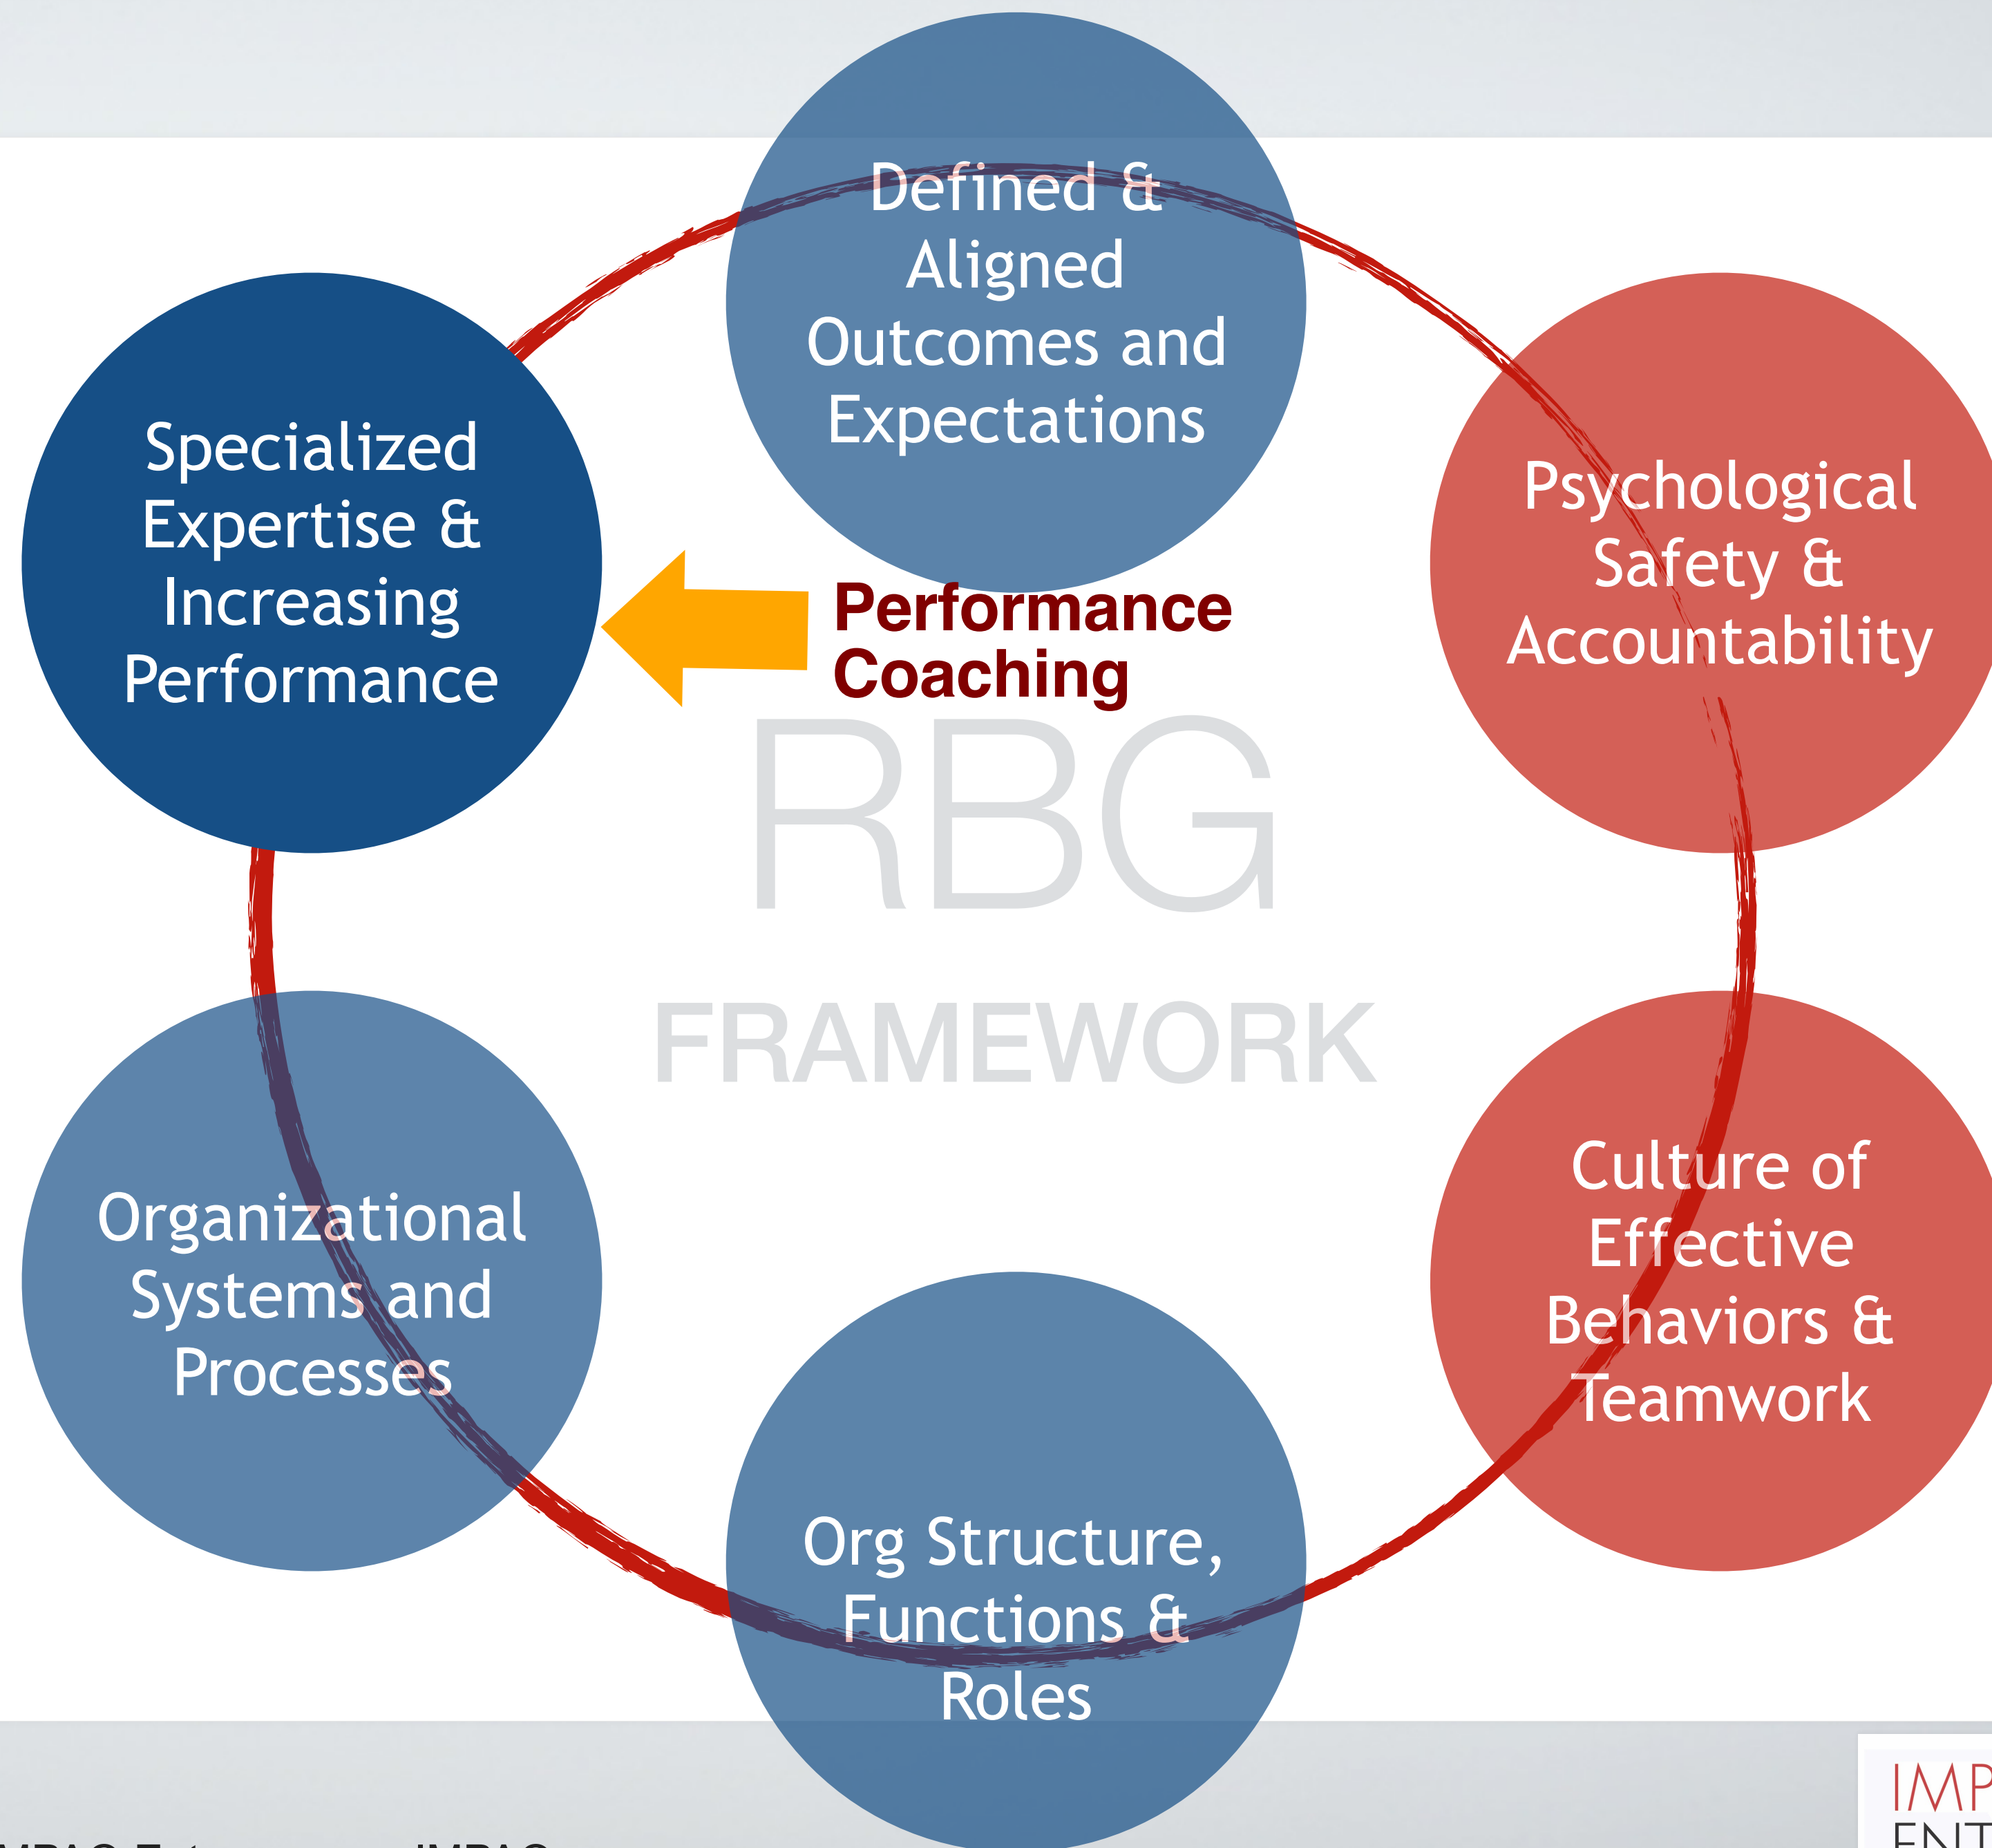 Defined &
Aligned
Outcomes and
Expectations
Specialized
Expertise &
Increasing
Performance
Psychological
Safety &
Accountability
Performance
Coaching
RBG
FRAMEWORK
Organizational
Systems and
Processes
Culture of
Effective
Behaviors &
Teamwork
Org Structure,
Functions &
Roles